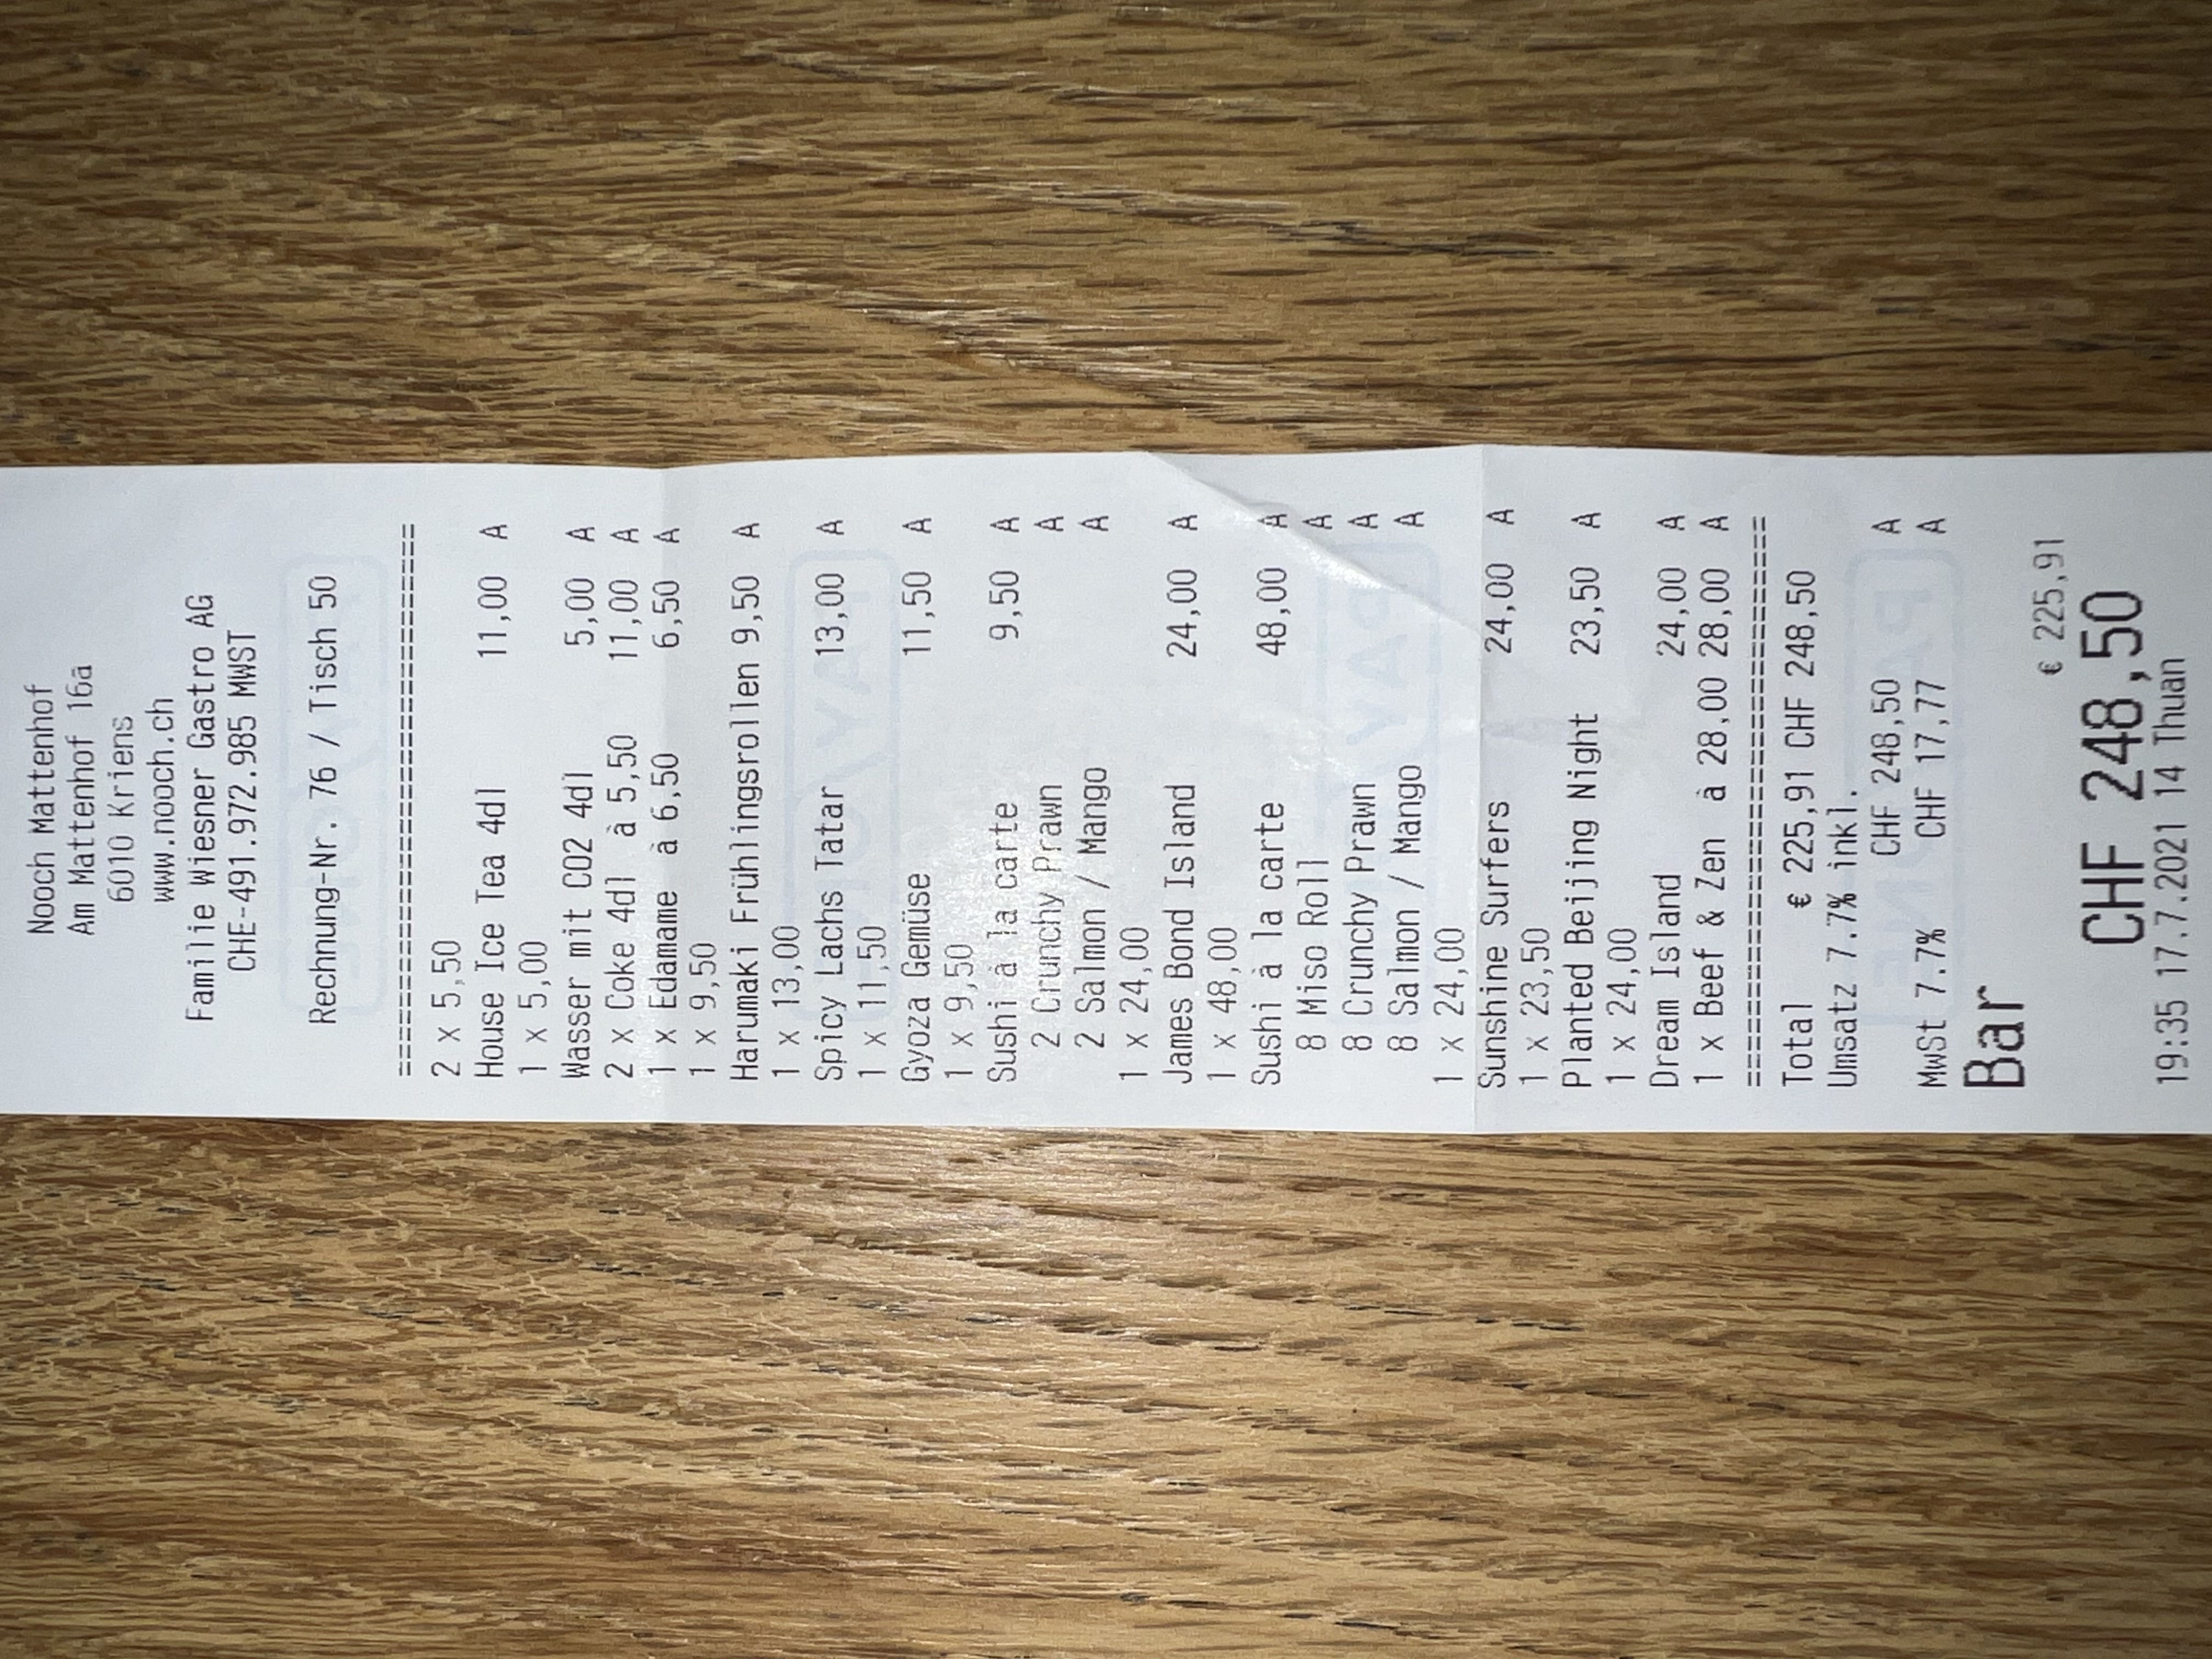 Nooch Mattenhof
Am Mattenhof 16a
6010 Kriens
www.nooch.ch
Familie Wiesner Gastro AG
CHE-491.972.985 MWST
Rechnung-Nr. 76 / Tisch 50
================================
2 x 5,50
House Ice Tea 4dl 11,00 A
1 x 5,00
Wasser mit CO2 4dl 5,00 A
2 x Coke 4dl à 5,50 11,00 A
1 x Edamame à 6,50 6,50 A
1 x 9,50
Harumaki Frühlingsrollen 9,50 A
1 x 13,00
Spicy Lachs Tatar 13,00 A
1 x 11,50
Gyoza Gemüse 11,50 A
1 x 9,50
Sushi à la carte 9,50 A
2 Crunchy Prawn A
2 Salmon / Mango A
1 x 24,00
James Bond Island 24,00 A
1 x 48,00
Sushi à la carte 48,00 A
8 Miso Roll A
8 Crunchy Prawn A
8 Salmon / Mango A
1 x 24,00
Sunshine Surfers 24,00 A
1 x 23,50
Planted Beijing Night 23,50 A
1 x 24,00
Dream Island 24,00 A
1 x Beef & Zen à 28,00 28,00 A
================================
Total € 225,91 CHF 248,50
Umsatz 7.7% inkl.
CHF 248,50 A
MwSt 7.7% CHF 17,77 A
Bar
€ 225,91
CHF 248,50
19:35 17.7.2021 14 Thuan